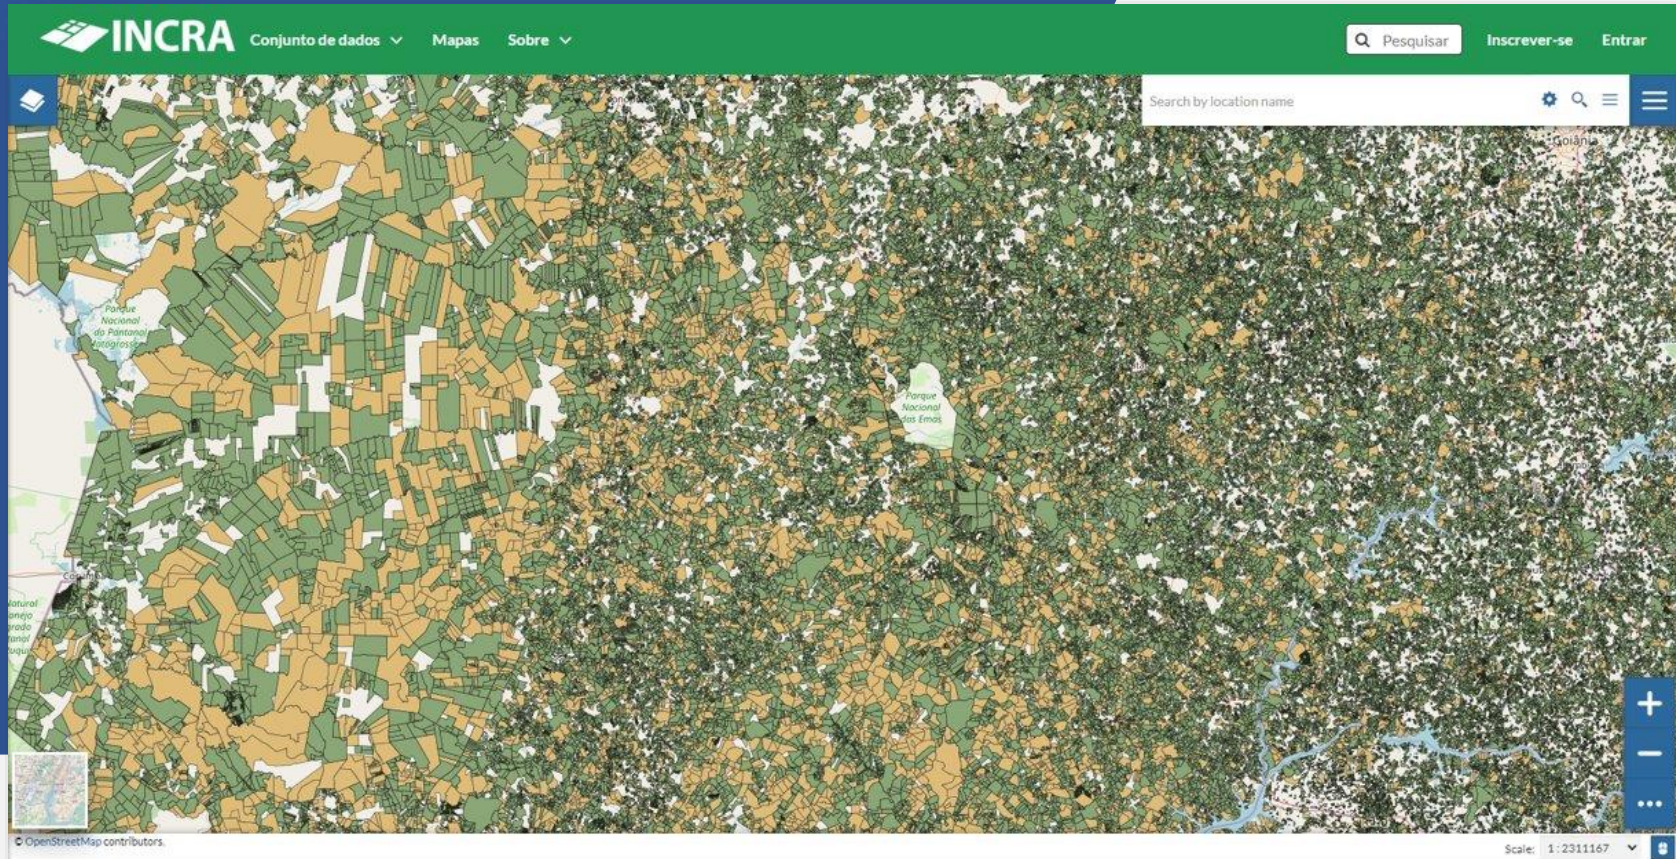 INCRA
Conjunto de dados
Mapas
Sobre
Pesquisar
Inscrever-se
Entrar
Search by location name
Goiânia
Parque
Nacional
do Pantanal
Parque
Nacional
das Emas
© OpenStreetMap contributors.
Scale: 1:2311167